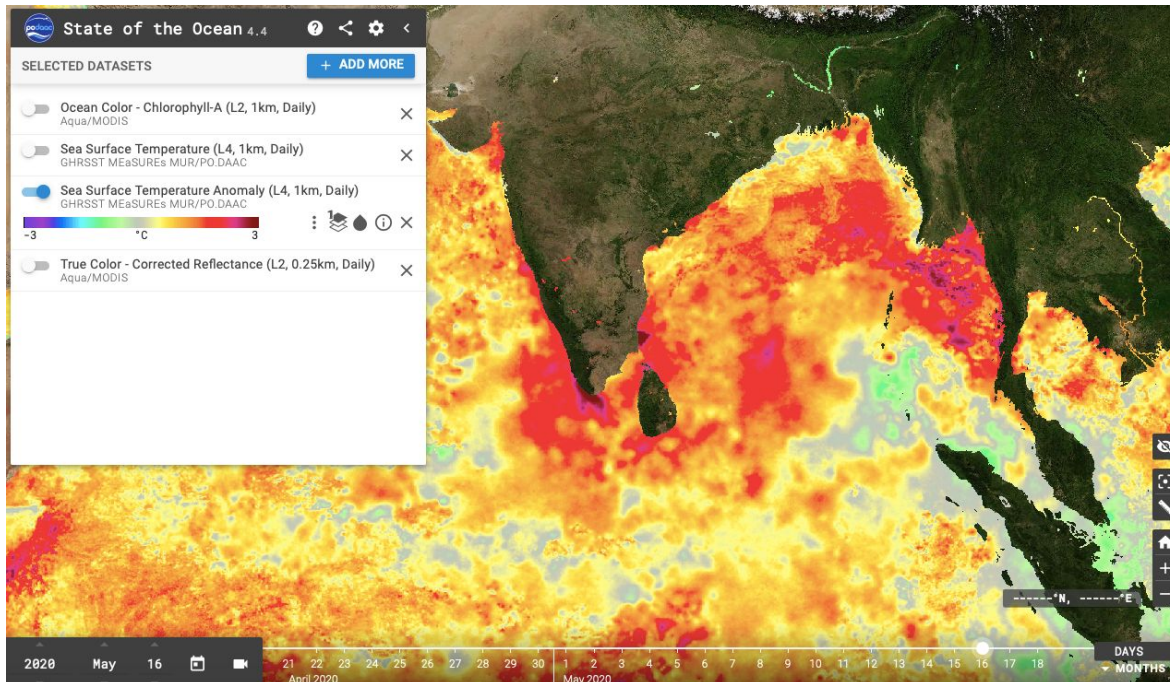 po.daac
State of the Ocean 4.4
SELECTED DATASETS
+ ADD MORE
Ocean Color - Chlorophyll-A (L2, 1km, Daily)
Aqua/MODIS
Sea Surface Temperature (L4, 1km, Daily)
GHRSST MEaSUREs MUR/PO.DAAC
Sea Surface Temperature Anomaly (L4, 1km, Daily)
GHRSST MEaSUREs MUR/PO.DAAC
1
-3 °C 3
True Color - Corrected Reflectance (L2, 0.25km, Daily)
Aqua/MODIS
------°N, ------°E
2020 May 16
21 22 23 24 25 26 27 28 29 30 1 2 3 4 5 6 7 8 9 10 11 12 13 14 15 16 17 18
April 2020 May 2020
DAYS
MONTHS